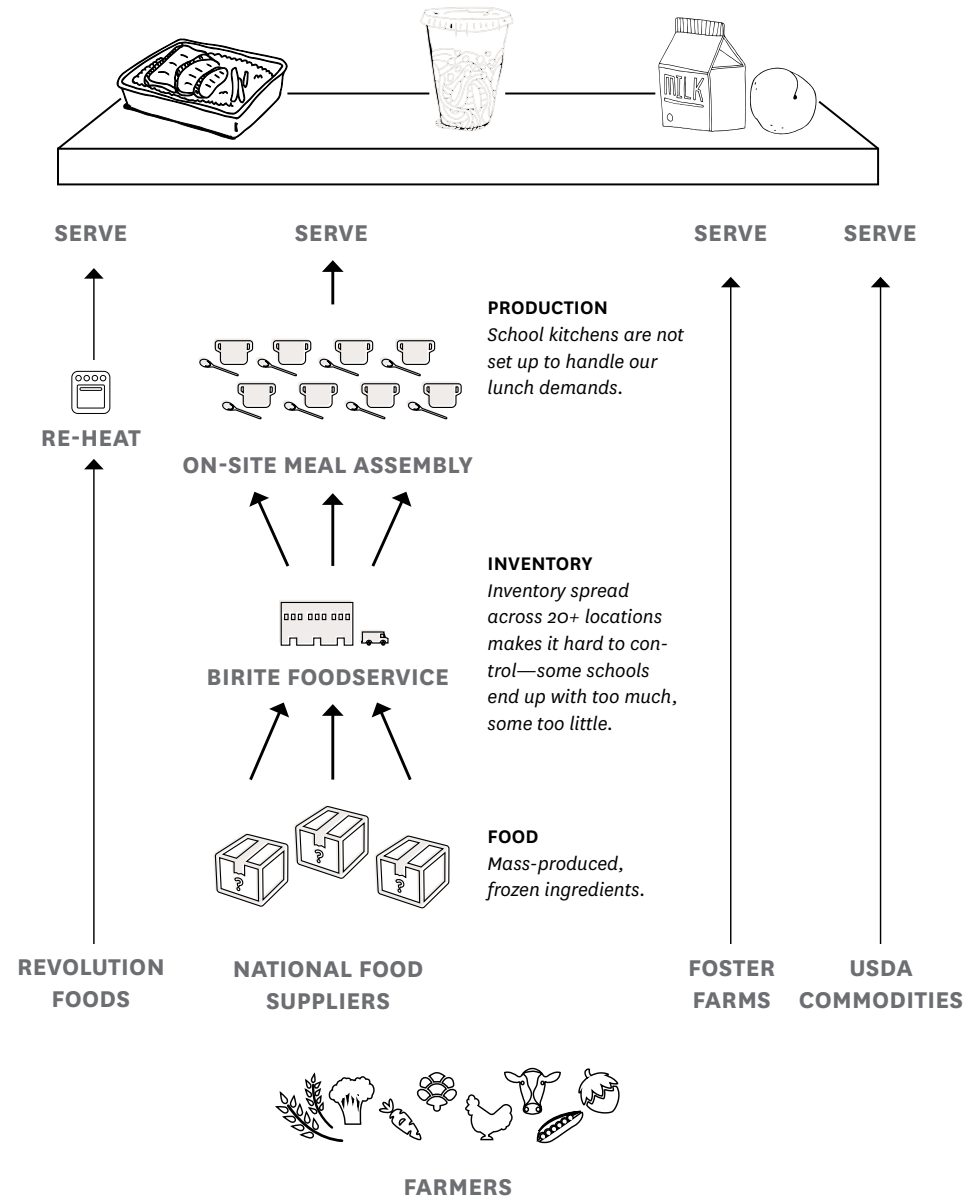 MILK
SERVE
SERVE
SERVE
SERVE
PRODUCTION
School kitchens are not
set up to handle our
lunch demands.
RE-HEAT
ON-SITE MEAL ASSEMBLY
INVENTORY
Inventory spread
across 20+ locations
makes it hard to con-
trol—some schools
end up with too much,
some too little.
BIRITE FOODSERVICE
?
?
?
FOOD
Mass-produced,
frozen ingredients.
REVOLUTION
FOODS
NATIONAL FOOD
SUPPLIERS
FOSTER
FARMS
USDA
COMMODITIES
FARMERS